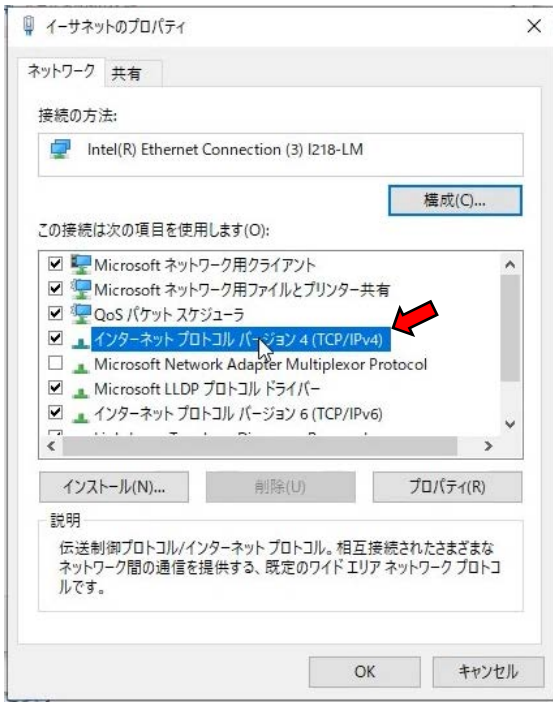 イーサネットのプロパティ
ネットワーク 共有
接続の方法:
Intel(R) Ethernet Connection (3) I218-LM
構成(C)...
この接続は次の項目を使用します(O):
Microsoft ネットワーク用クライアント
Microsoft ネットワーク用ファイルとプリンター共有
QoS パケット スケジューラ
インターネット プロトコル バージョン 4 (TCP/IPv4)
Microsoft Network Adapter Multiplexor Protocol
Microsoft LLDP プロトコル ドライバー
インターネット プロトコル バージョン 6 (TCP/IPv6)
インストール(N)... 削除(U) プロパティ(R)
説明
伝送制御プロトコル/インターネット プロトコル。相互接続されたさまざまな
ネットワーク間の通信を提供する、既定のワイド エリア ネットワーク プロトコ
ルです。
OK キャンセル